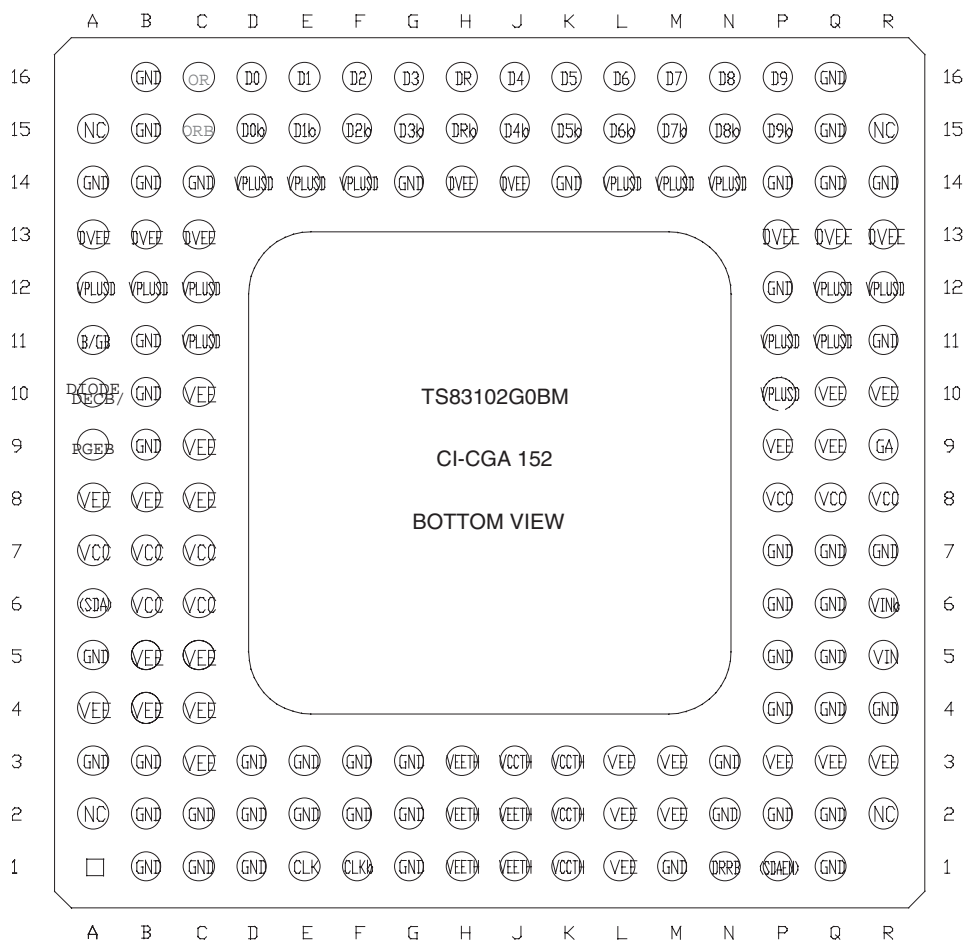 A B C D E F G H J K L M N P Q R
16 GND OR D0 D1 D2 D3 DR D4 D5 D6 D7 D8 D9 GND 16
15 NC GND ORB D0b D1b D2b D3b DRb D4b D5b D6b D7b D8b D9b GND NC 15
14 GND GND GND VPLUSD VPLUSD VPLUSD GND DVEE DVEE GND VPLUSD VPLUSD VPLUSD GND GND GND 14
13 DVEE DVEE DVEE DVEE DVEE DVEE 13
12 VPLUSD VPLUSD VPLUSD GND VPLUSD VPLUSD 12
11 B/GB GND VPLUSD VPLUSD VPLUSD GND 11
DIODE
10 DECB/ GND VEE TS83102G0BM VPLUSD VEE VEE 10
9 PGEB GND VEE CI-CGA 152 VEE VEE GA 9
8 VEE VEE VEE BOTTOM VIEW VCC VCC VCC 8
7 VCC VCC VCC GND GND GND 7
6 (SDA) VCC VCC GND GND VINb 6
5 GND VEE VEE GND GND VIN 5
4 VEE VEE VEE GND GND GND 4
3 GND GND VEE GND GND GND GND VEETH VCCTH VCCTH VEE VEE GND VEE VEE VEE 3
2 NC GND GND GND GND GND GND VEETH VEETH VCCTH VEE VEE GND GND GND NC 2
1 GND GND GND CLK CLKb GND VEETH VEETH VCCTH VEE GND DRRB (SDAEN) GND 1
A B C D E F G H J K L M N P Q R